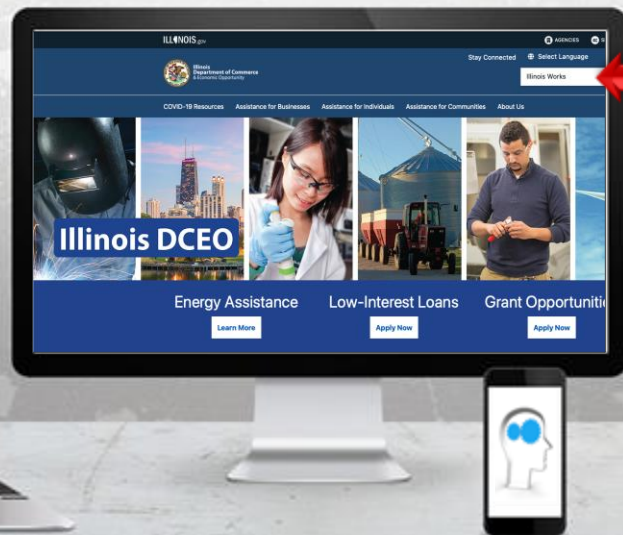 ILLINOIS.gov
AGENCIES
S
Stay Connected
Select Language
Illinois
Department of Commerce
& Economic Opportunity
Illinois Works
COVID-19 Resources Assistance for Businesses Assistance for Individuals Assistance for Communities About Us
Illinois DCEO
Energy Assistance Low-Interest Loans Grant Opportuniti
Learn More Apply Now Apply Now